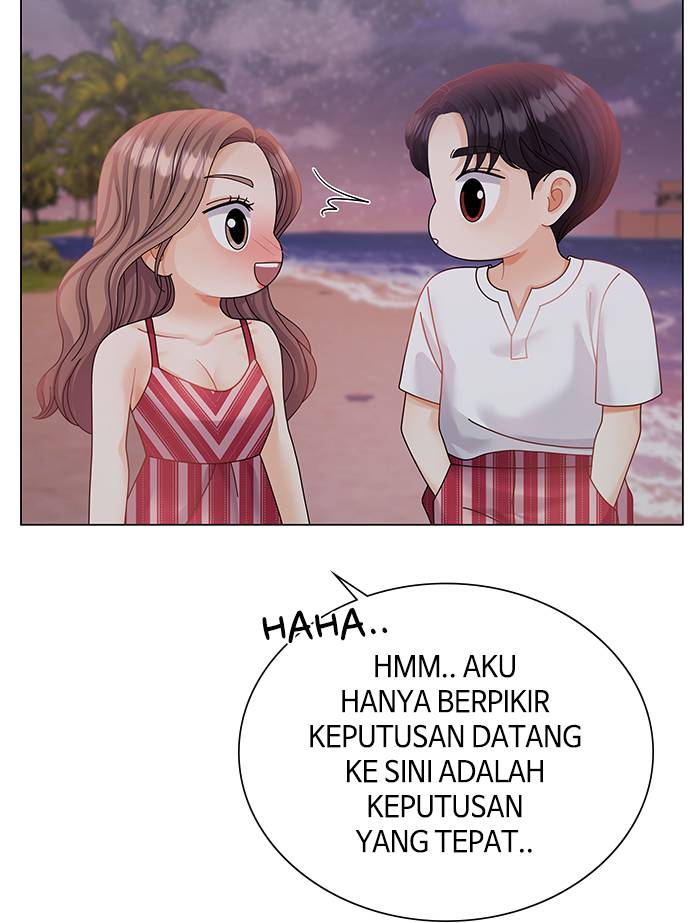 HAHA..
HMM.. AKU
HANYA BERPIKIR
KEPUTUSAN DATANG
KE SINI ADALAH
KEPUTUSAN
YANG TEPAT..